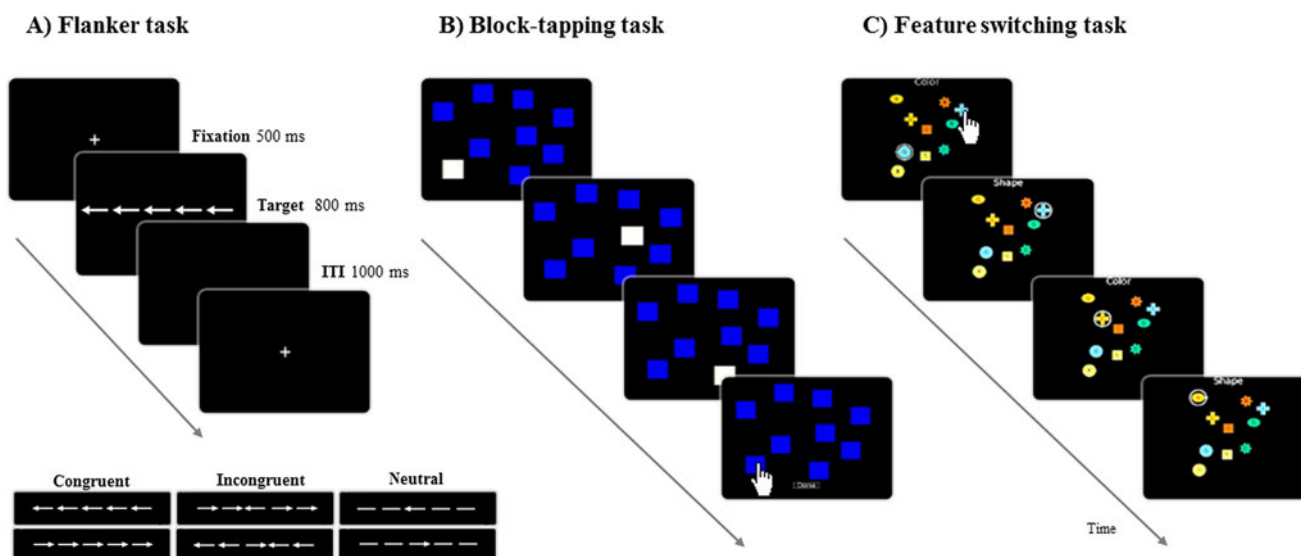 A) Flanker task
B) Block-tapping task
C) Feature switching task
Fixation 500 ms
Target 800 ms
ITI 1000 ms
Congruent
Incongruent
Neutral
Done
Color
Shape
Color
Shape
Time